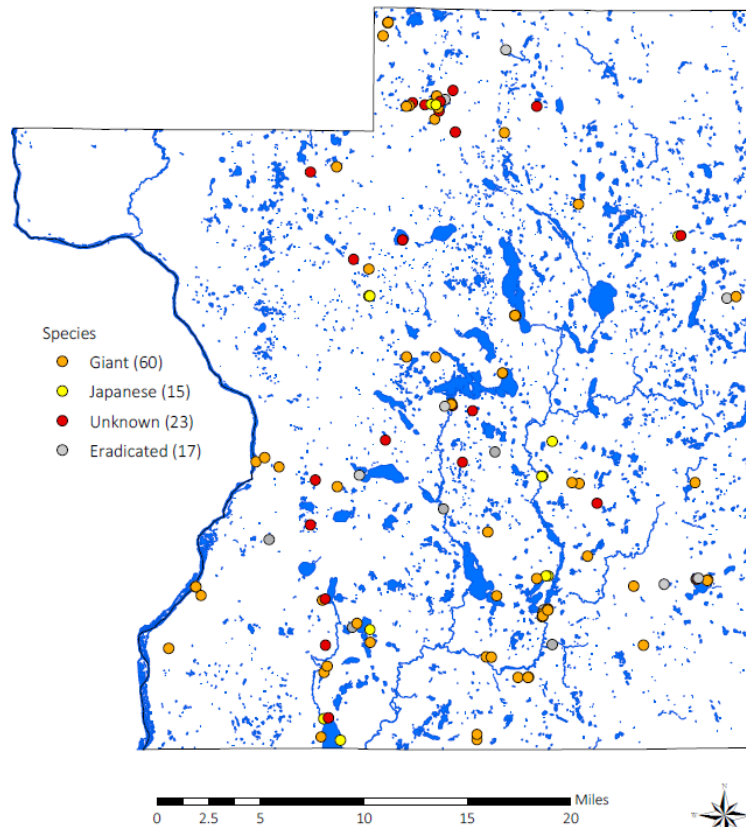 Species
Giant (60)
Japanese (15)
Unknown (23)
Eradicated (17)
Miles
0 2.5 5 10 15 20
N
W E
S